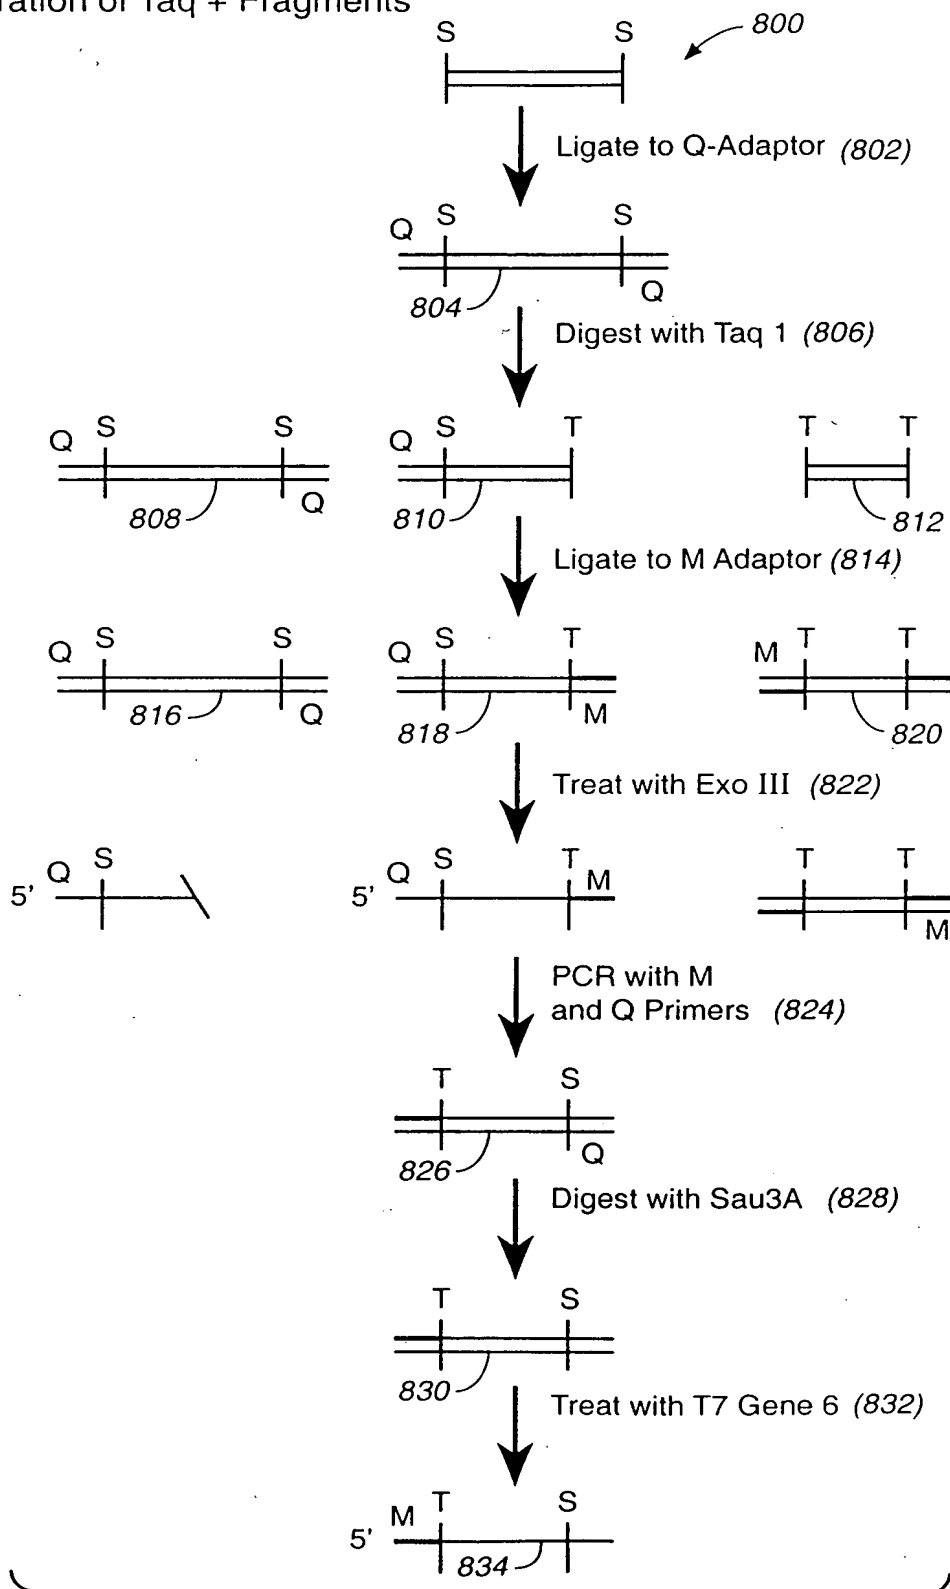 of Taq + Fragments
S S 800
Ligate to Q-Adaptor (802)
Q S S
804 Q
Digest with Taq 1 (806)
Q S S Q S T T T
808 Q 810 812
Ligate to M Adaptor (814)
Q S S Q S T M T T
816 Q 818 M 820
Treat with Exo III (822)
5' Q S 5' Q S T M T T
M
PCR with M
and Q Primers (824)
T S
826 Q
Digest with Sau3A (828)
T S
830
Treat with T7 Gene 6 (832)
5' M T S
834